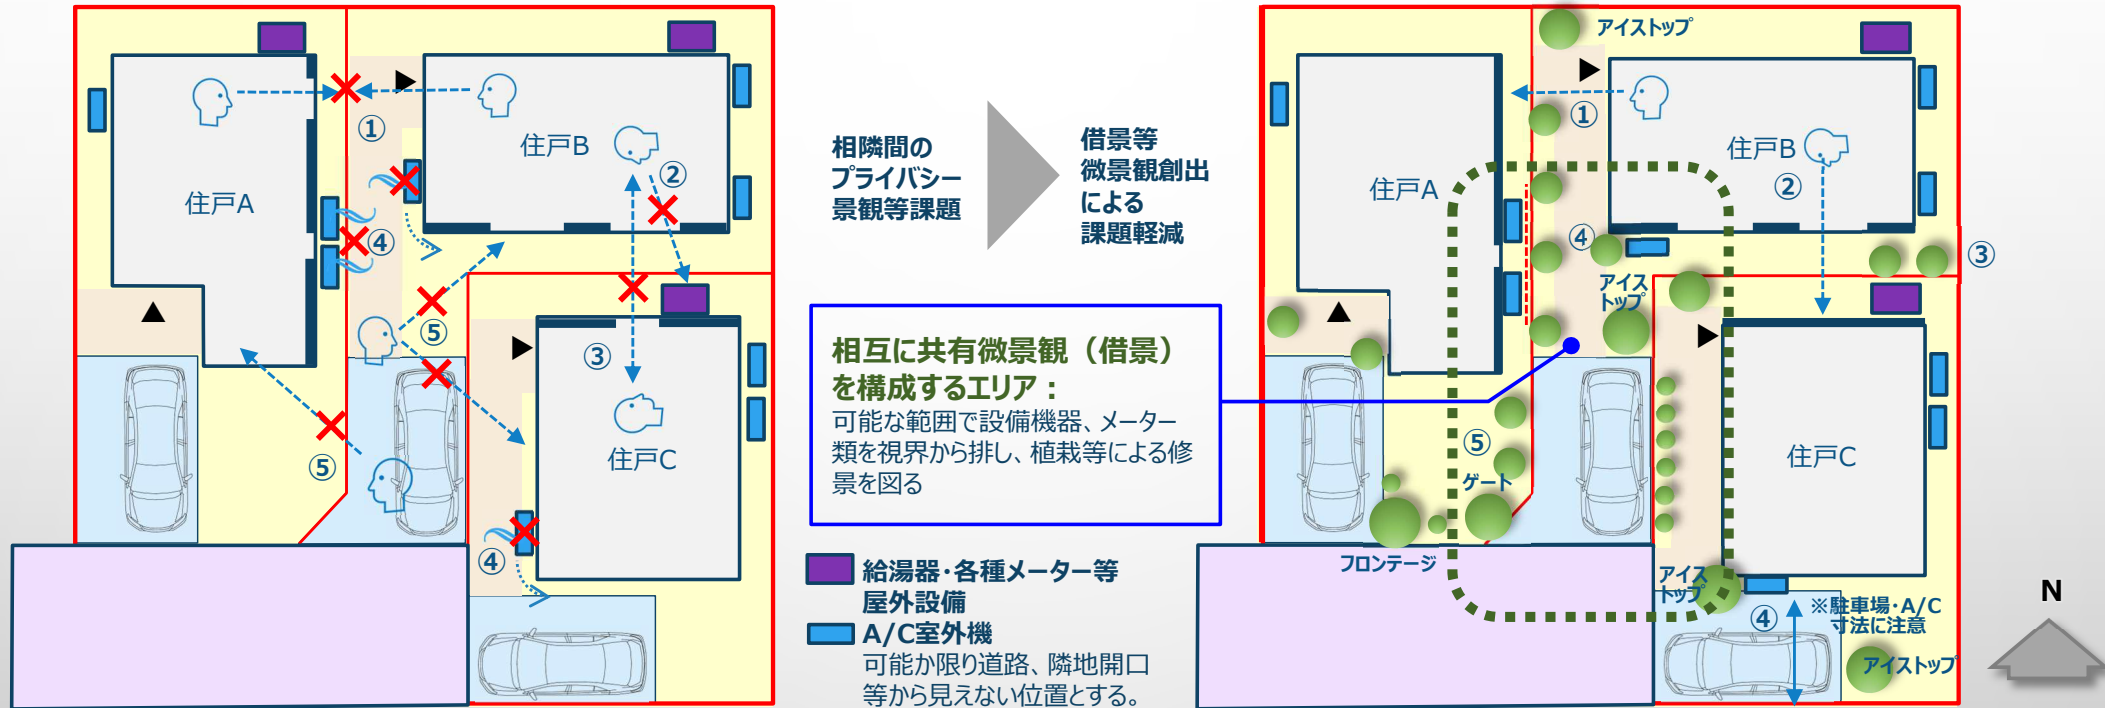 ①
住戸B
②
住戸A
④
⑤
③
住戸C
⑤
④
相隣間の
プライバシー
景観等課題
借景等
微景観創出
による
課題軽減
相互に共有微景観（借景）
を構成するエリア：
可能な範囲で設備機器、メーター
類を視界から排し、植栽等による修
景を図る
給湯器・各種メーター等
屋外設備
A/C室外機
可能か限り道路、隣地開口
等から見えない位置とする。
アイストップ
①
住戸B
②
住戸A
④
③
アイス
トップ
⑤
住戸C
ゲート
フロンテージ
アイス
トップ
④
※駐車場・A/C
寸法に注意
アイストップ
N